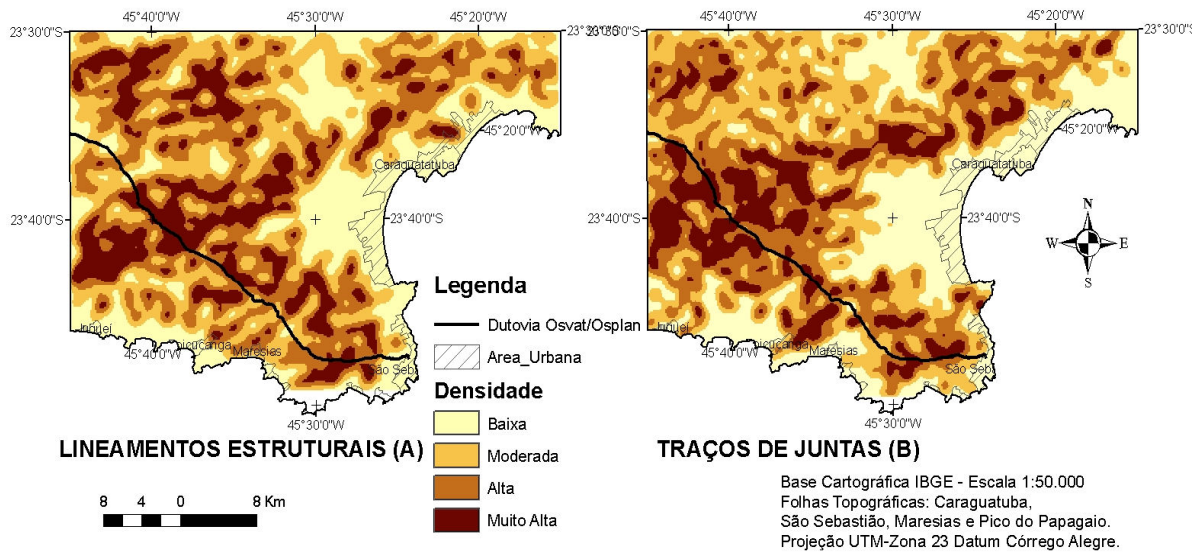 45°40'0"W
45°30'0"W
45°20'0"W
45°40'0"W
45°30'0"W
45°20'0"W
23°30'0"S
23°30'0"S
Caraguatatuba
45°20'0"W
Caraguatatuba
45°20'0"W
23°40'0"S
23°40'0"S
23°40'0"S
N
W
E
S
Legenda
Dutovia Osvat/Osplan
Area_Urbana
Maresias
45°40'0"W
São Seb
Maresias
45°40'0"W
São Seb
Densidade
Baixa
Moderada
Alta
Muito Alta
45°30'0"W
45°30'0"W
LINEAMENTOS ESTRUTURAIS (A)
TRAÇOS DE JUNTAS (B)
8 4 0 8 Km
Base Cartográfica IBGE - Escala 1:50.000
Folhas Topográficas: Caraguatuba,
São Sebastião, Maresias e Pico do Papagaio.
Projeção UTM-Zona 23 Datum Córrego Alegre.